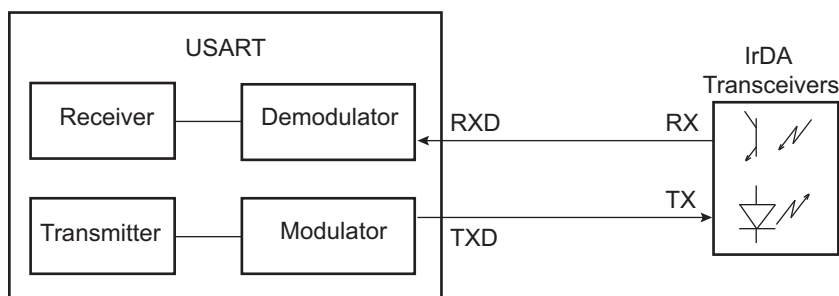 USART
IrDA
Transceivers
Receiver
Demodulator
RXD
RX
Transmitter
Modulator
TX
TXD